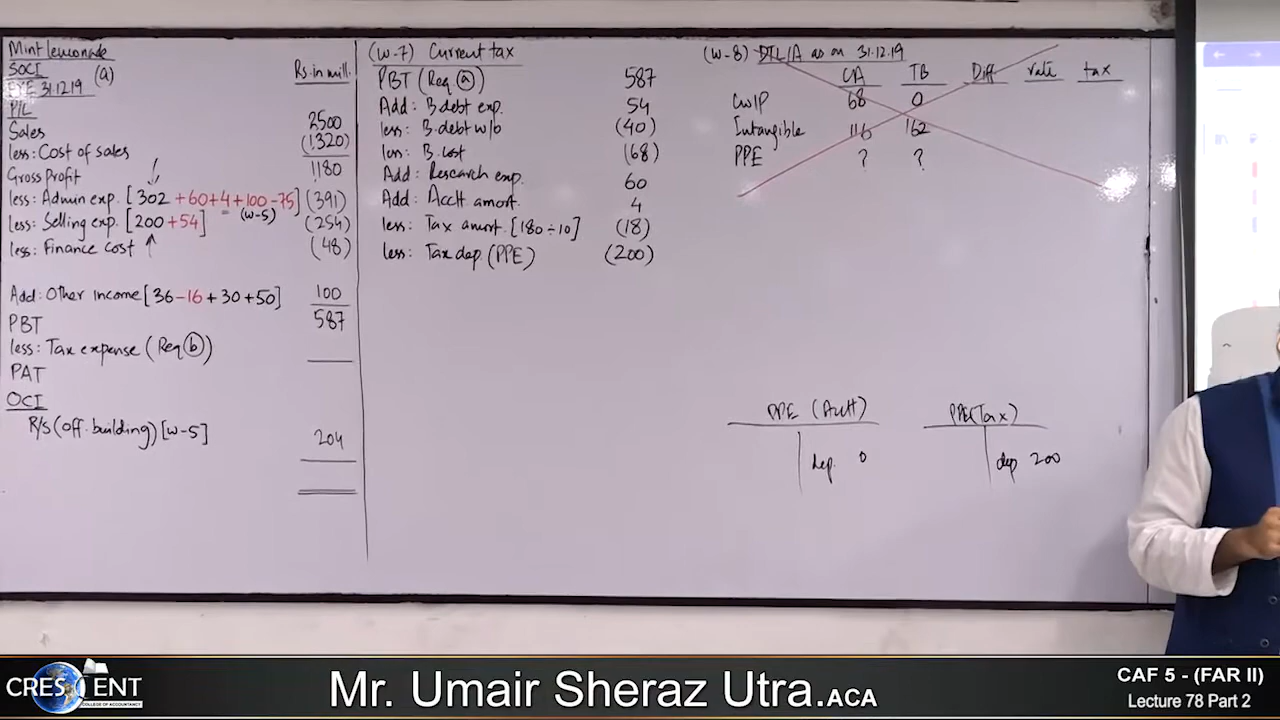 Mint lemonade
SOCI (a)
FYE 31.12.19 Rs. in mill.
P/L
Sales 2500
less: Cost of sales (1,320)
Gross Profit 1180
less: Admin exp. [302 +60+4+100-75] (391)
(w-5)
less: Selling exp. [200 +54] (254)
less: Finance cost (48)
Add: Other Income [36-16+30+50] 100
PBT 587
less: Tax expense (Req b)
PAT
OCI
R/s (off. building) [w-5] 204
(w-7) Current tax
PBT (Req a) 587
Add: B.debt exp. 54
less: B.debt w/o (40)
less: B.cost (68)
Add: Research exp. 60
Add: Acctt amort. 4
less: Tax amort. [180÷10] (18)
less: Tax dep (PPE) (200)
(w-8) DTL/A as on 31.12.19
CA TB Diff rate tax
CWIP 68 0
Intangible 116 162
PPE ? ?
PPE (Acctt)
dep. 0
PPE (Tax)
dep 200
CRESCENT
COLLEGE OF ACCOUNTANCY
Mr. Umair Sheraz Utra.ACA
CAF 5 - (FAR II)
Lecture 78 Part 2